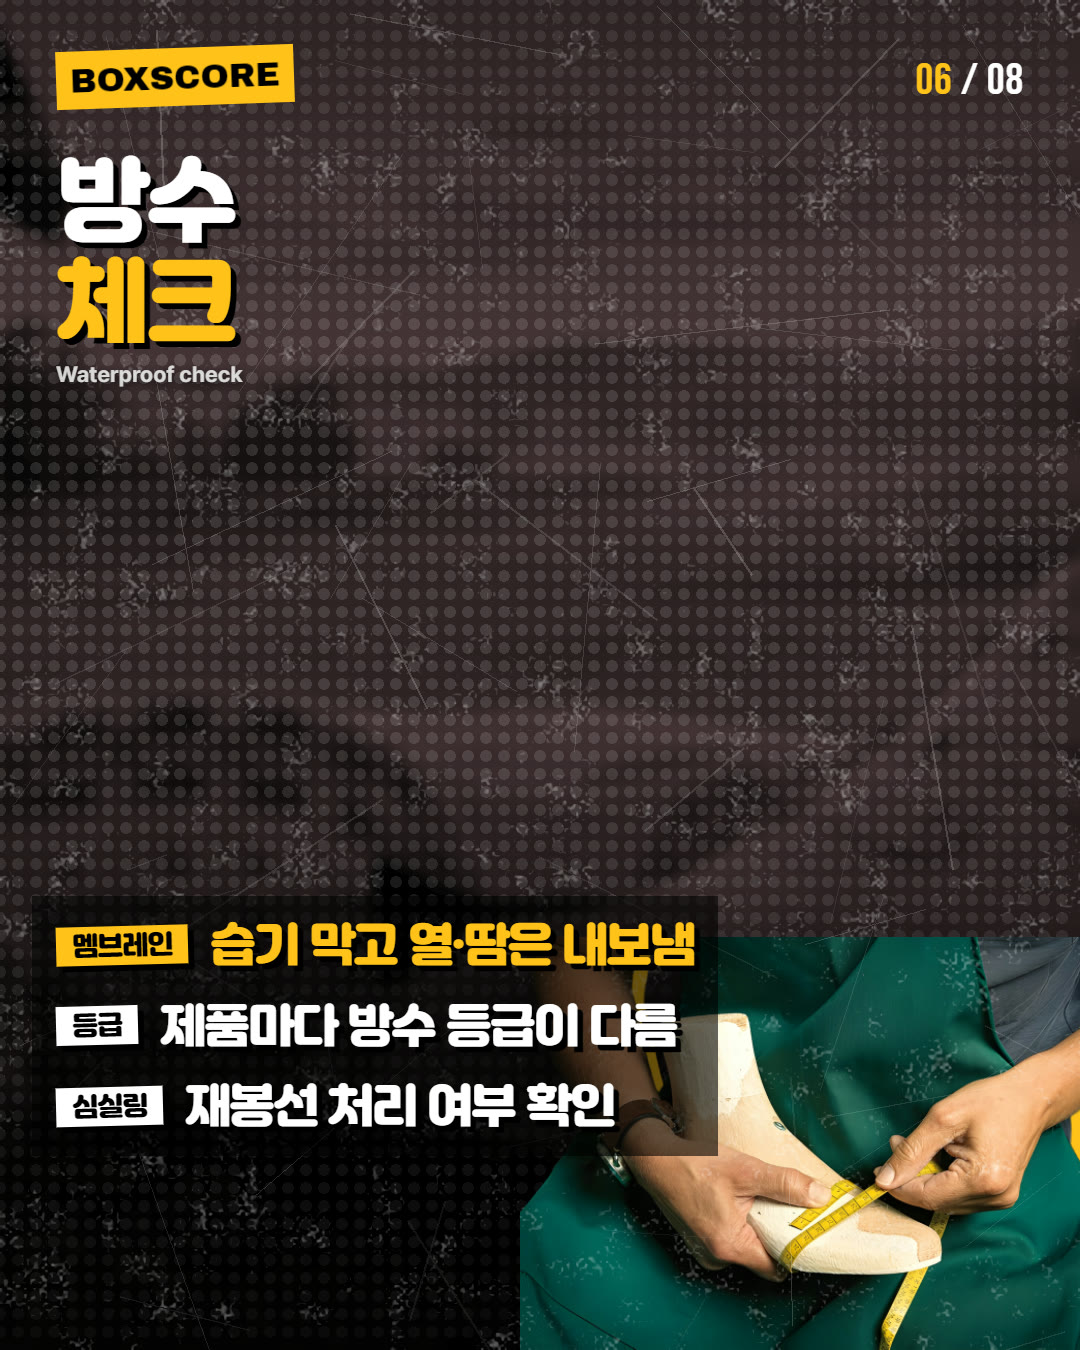 BOXSCORE
06 / 08
방수
체크
Waterproof check
멤브레인 습기 막고 열·땀은 내보냄
등급 제품마다 방수 등급이 다름
심실링 재봉선 처리 여부 확인